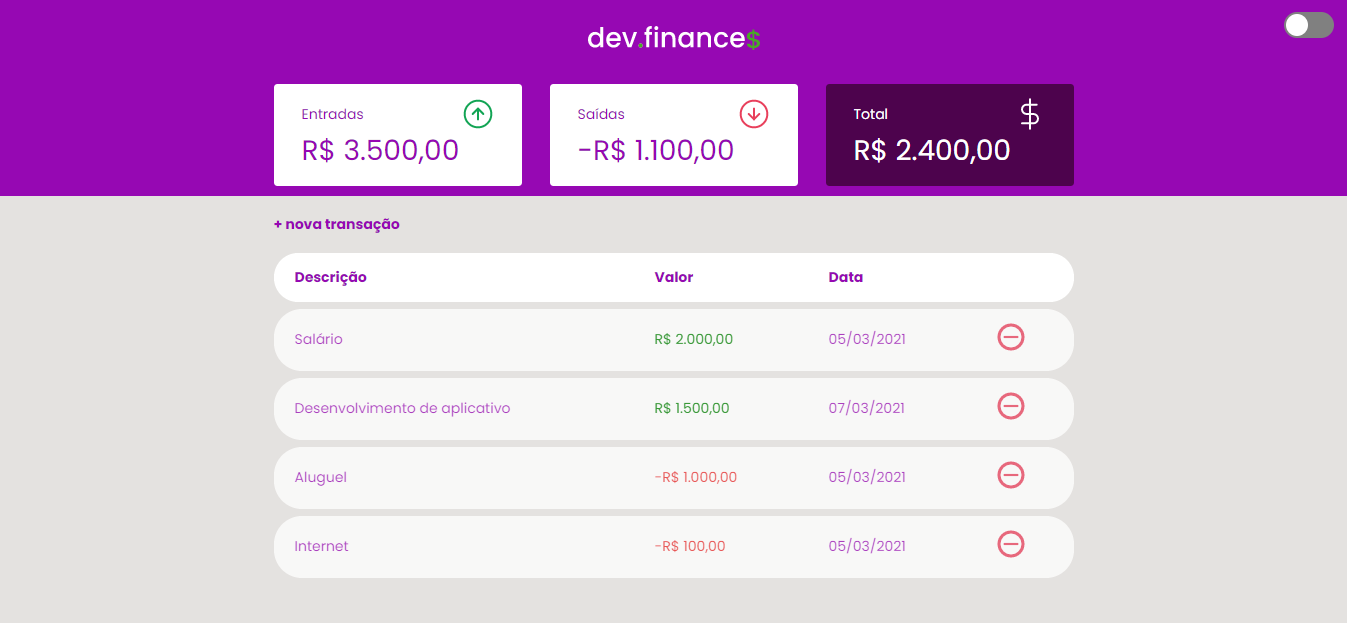 dev.finance$
Entradas
R$ 3.500,00
Saídas
-R$ 1.100,00
Total
$
R$ 2.400,00
+ nova transação
Descrição Valor Data
Salário R$ 2.000,00 05/03/2021
Desenvolvimento de aplicativo R$ 1.500,00 07/03/2021
Aluguel -R$ 1.000,00 05/03/2021
Internet -R$ 100,00 05/03/2021